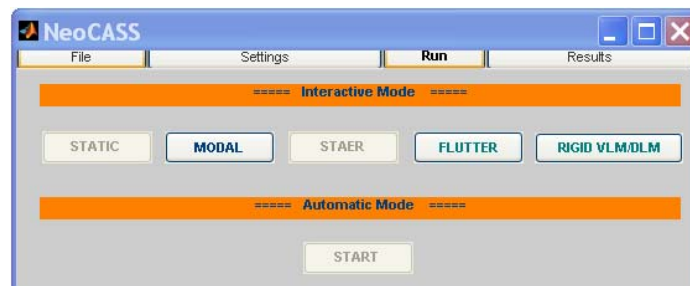 NeoCASS
File Settings Run Results
===== Interactive Mode =====
STATIC MODAL STAER FLUTTER RIGID VLM/DLM
===== Automatic Mode =====
START